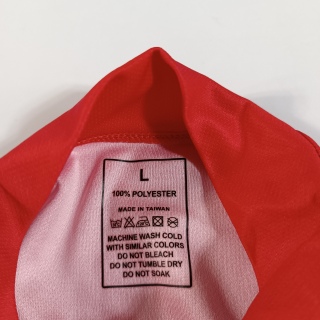 L
100% POLYESTER
MADE IN TAIWAN
MACHINE WASH COLD
WITH SIMILAR COLORS
DO NOT BLEACH
DO NOT TUMBLE DRY
DO NOT SOAK